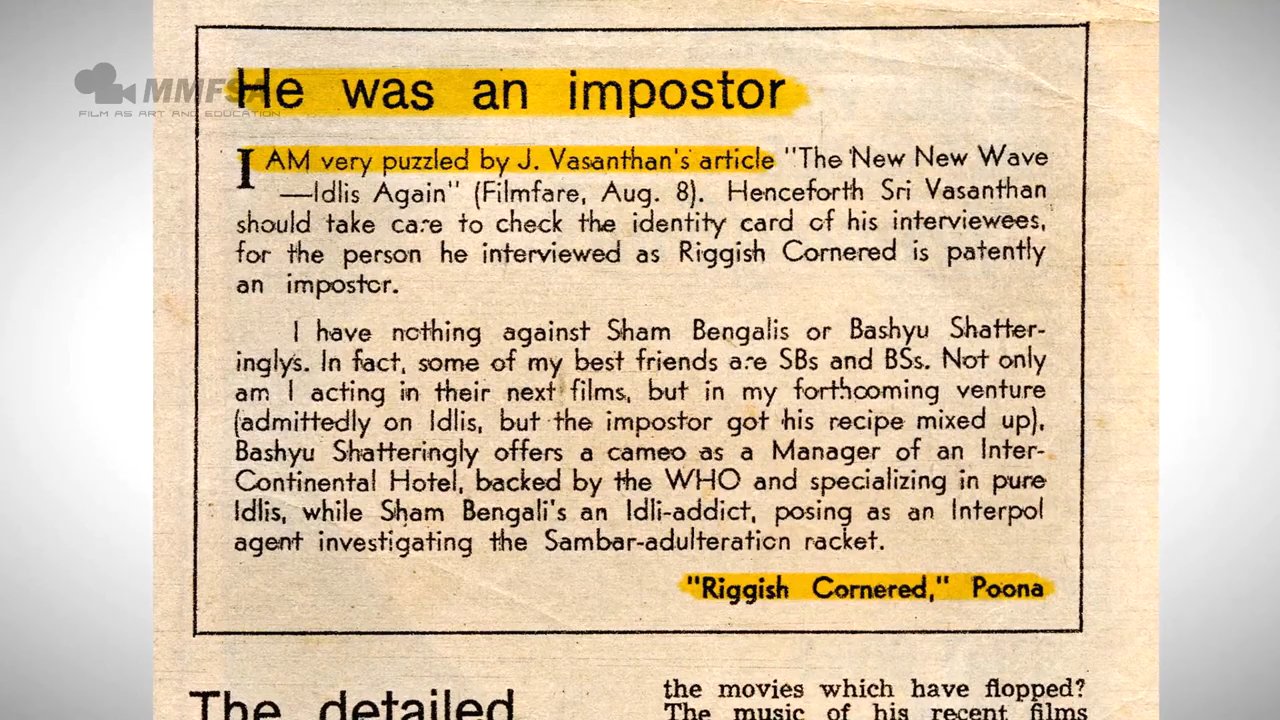 MMFSA
FILM AS ART AND EDUCATION
He was an impostor
I AM very puzzled by J. Vasanthan's article "The New New Wave
—Idlis Again" (Filmfare, Aug. 8). Henceforth Sri Vasanthan
should take care to check the identity card of his interviewees,
for the person he interviewed as Riggish Cornered is patently
an impostor.
I have nothing against Sham Bengalis or Bashyu Shatter-
inglys. In fact, some of my best friends are SBs and BSs. Not only
am I acting in their next films, but in my forthcoming venture
(admittedly on Idlis, but the impostor got his recipe mixed up),
Bashyu Shatteringly offers a cameo as a Manager of an Inter-
Continental Hotel, backed by the WHO and specializing in pure
Idlis, while Sham Bengali's an Idli-addict, posing as an Interpol
agent investigating the Sambar-adulteration racket.
"Riggish Cornered," Poona
The detailed
the movies which have flopped?
The music of his recent films